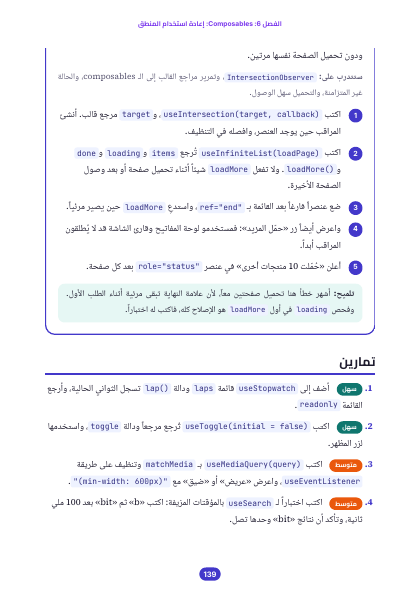 الفصل 6: Composables: إعادة استخدام المنطق
ودون تحميل الصفحة نفسها مرتين.
ستتدرب على: IntersectionObserver، وتمرير مراجع القالب إلى الـ composables، والحالة
غير المتزامنة، والتحميل سهل الوصول.
1 اكتب useIntersection(target, callback)، و target مرجع قالب. أنشئ
المراقب حين يوجد العنصر، وافصله في التنظيف.
2 اكتب useInfiniteList(loadPage) تُرجع items و loading و done
و loadMore(). ولا تفعل loadMore شيئاً أثناء تحميل صفحة أو بعد وصول
الصفحة الأخيرة.
3 ضع عنصراً فارغاً بعد القائمة بـ ref="end"، واستدعِ loadMore حين يصير مرئياً.
4 واعرض أيضاً زر «حمّل المزيد»: فمستخدمو لوحة المفاتيح وقارئ الشاشة قد لا يُطلقون
المراقب أبداً.
5 أعلن «حُمّلت 10 منتجات أخرى» في عنصر role="status" بعد كل صفحة.
تلميح: أشهر خطأ هنا تحميل صفحتين معاً، لأن علامة النهاية تبقى مرئية أثناء الطلب الأول.
وفحص loading في أول loadMore هو الإصلاح كله، فاكتب له اختباراً.
تمارين
1. سهل أضف إلى useStopwatch قائمة laps ودالة lap() تسجل الثواني الحالية، وأرجع
القائمة readonly.
2. سهل اكتب useToggle(initial = false) تُرجع مرجعاً ودالة toggle، واستخدمها
لزر المظهر.
3. متوسط اكتب useMediaQuery(query) بـ matchMedia وتنظيف على طريقة
useEventListener، واعرض «عريض» أو «ضيق» مع "(min-width: 600px)".
4. متوسط اكتب اختباراً لـ useSearch بالمؤقتات المزيفة: اكتب «b» ثم «bit» بعد 100 ملي
ثانية، وتأكد أن نتائج «bit» وحدها تصل.
139